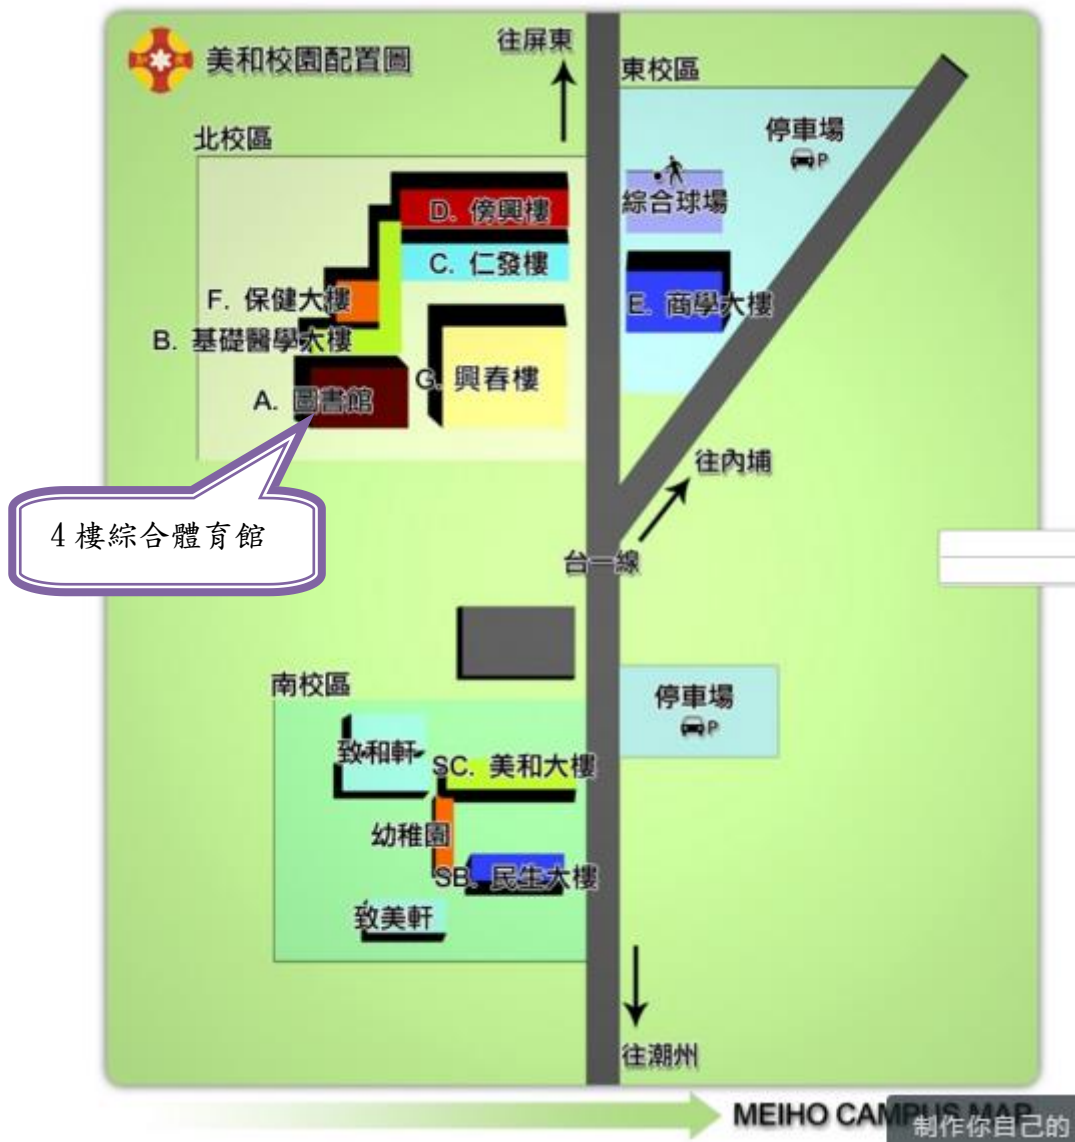 美和校園配置圖
往屏東
東校區
停車場
P
北校區
綜合球場
D. 傍興樓
C. 仁發樓
F. 保健大樓
E. 商學大樓
B. 基礎醫學大樓
G. 興春樓
A. 圖書館
往內埔
4樓綜合體育館
台一線
南校區
停車場
P
致和軒
SC. 美和大樓
幼稚園
SB. 民生大樓
致美軒
往潮州
MEIHO CAMPUS MAP
制作你自己的